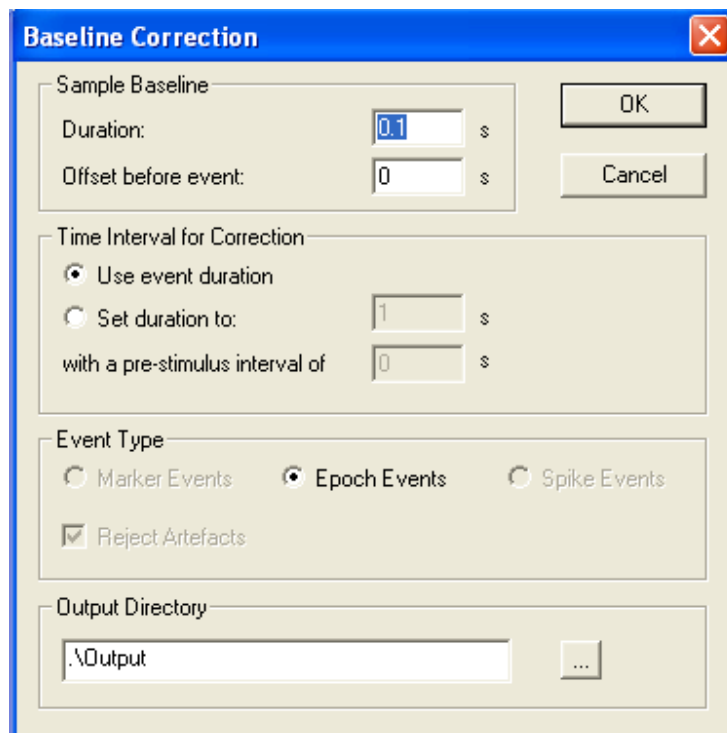 Baseline Correction
Sample Baseline
Duration: 0.1 s
Offset before event: 0 s
OK
Cancel
Time Interval for Correction
Use event duration
Set duration to: 1 s
with a pre-stimulus interval of 0 s
Event Type
Marker Events Epoch Events Spike Events
Reject Artefacts
Output Directory
.\Output ...